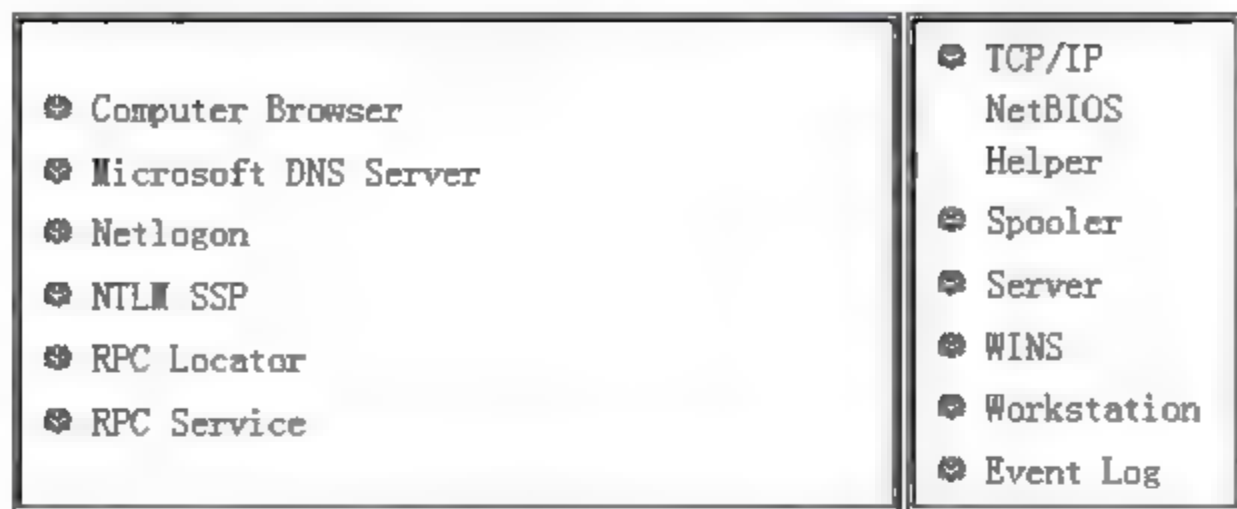 Computer Browser
Microsoft DNS Server
Netlogon
NTLM SSP
RPC Locator
RPC Service
TCP/IP
NetBIOS
Helper
Spooler
Server
WINS
Workstation
Event Log